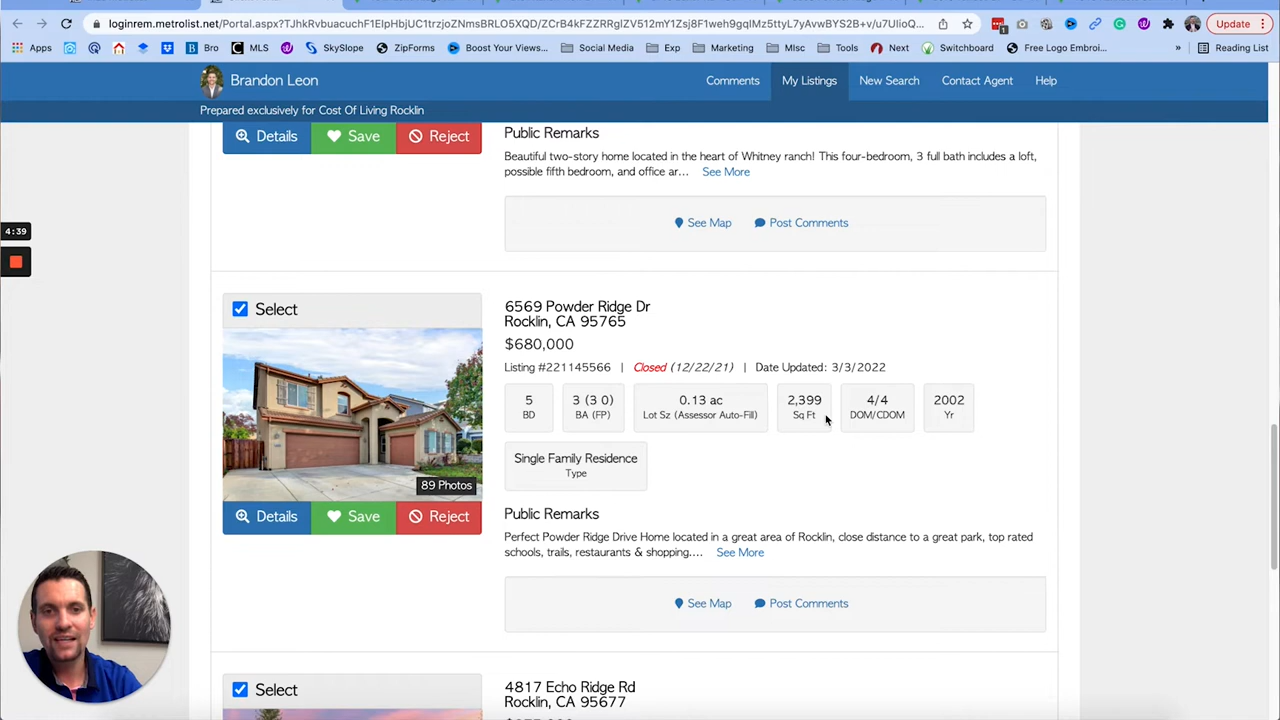 loginrem.metrolist.net/Portal.aspx?TJhkRvbuacuchF1EIpHbjUC1trzjoZNmsBRLO5XQD/ZCrB4kFZZRRglZV512mY1Zsj8F1weh9gqIMz5ttyL7yAvwBYS2B+v/u7UlioQ...
Update
Apps
Bro
MLS
SkySlope
ZipForms
Boost Your Views...
Social Media
Exp
Marketing
MIsc
Tools
Next
Switchboard
Free Logo Embroi...
»
Reading List
Brandon Leon
Comments
My Listings
New Search
Contact Agent
Help
Prepared exclusively for Cost Of Living Rocklin
Details
Save
Reject
Public Remarks
Beautiful two-story home located in the heart of Whitney ranch! This four-bedroom, 3 full bath includes a loft,
possible fifth bedroom, and office ar... See More
See Map
Post Comments
4:39
Select
89 Photos
Details
Save
Reject
6569 Powder Ridge Dr
Rocklin, CA 95765
$680,000
Listing #221145566 | Closed (12/22/21) | Date Updated: 3/3/2022
5
BD
3 (3 0)
BA (FP)
0.13 ac
Lot Sz (Assessor Auto-Fill)
2,399
Sq Ft
4/4
DOM/CDOM
2002
Yr
Single Family Residence
Type
Public Remarks
Perfect Powder Ridge Drive Home located in a great area of Rocklin, close distance to a great park, top rated
schools, trails, restaurants & shopping.... See More
See Map
Post Comments
Select
4817 Echo Ridge Rd
Rocklin, CA 95677